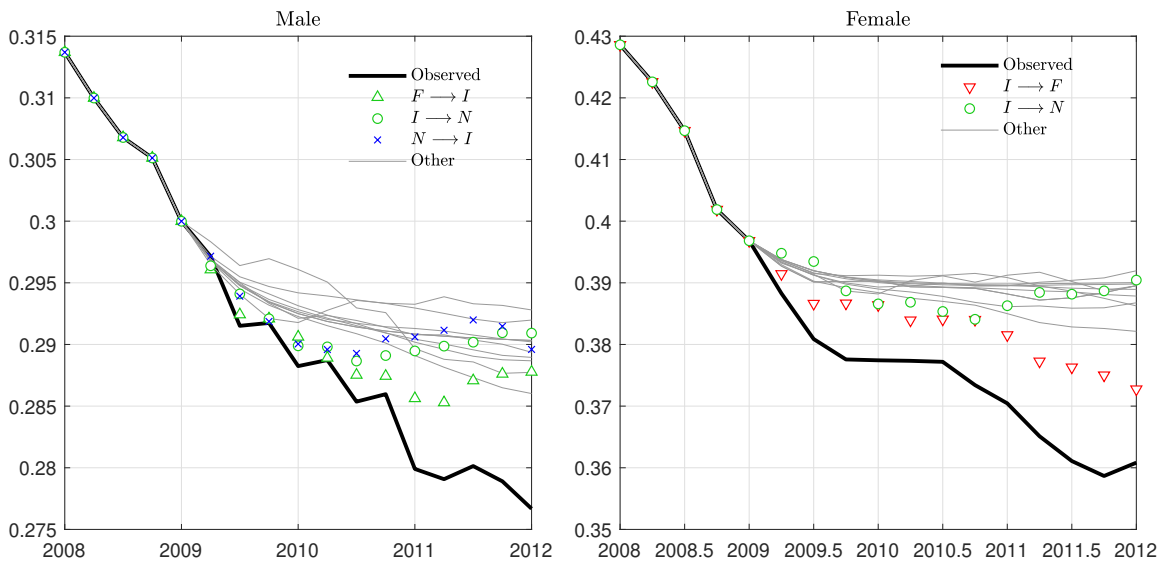 Male
0.315
0.31
0.305
0.3
0.295
0.29
0.285
0.28
0.275
2008 2009 2010 2011 2012
Observed
F ⟶ I
I ⟶ N
N ⟶ I
Other
Female
0.43
0.42
0.41
0.4
0.39
0.38
0.37
0.36
0.35
2008 2008.5 2009 2009.5 2010 2010.5 2011 2011.5 2012
Observed
I ⟶ F
I ⟶ N
Other